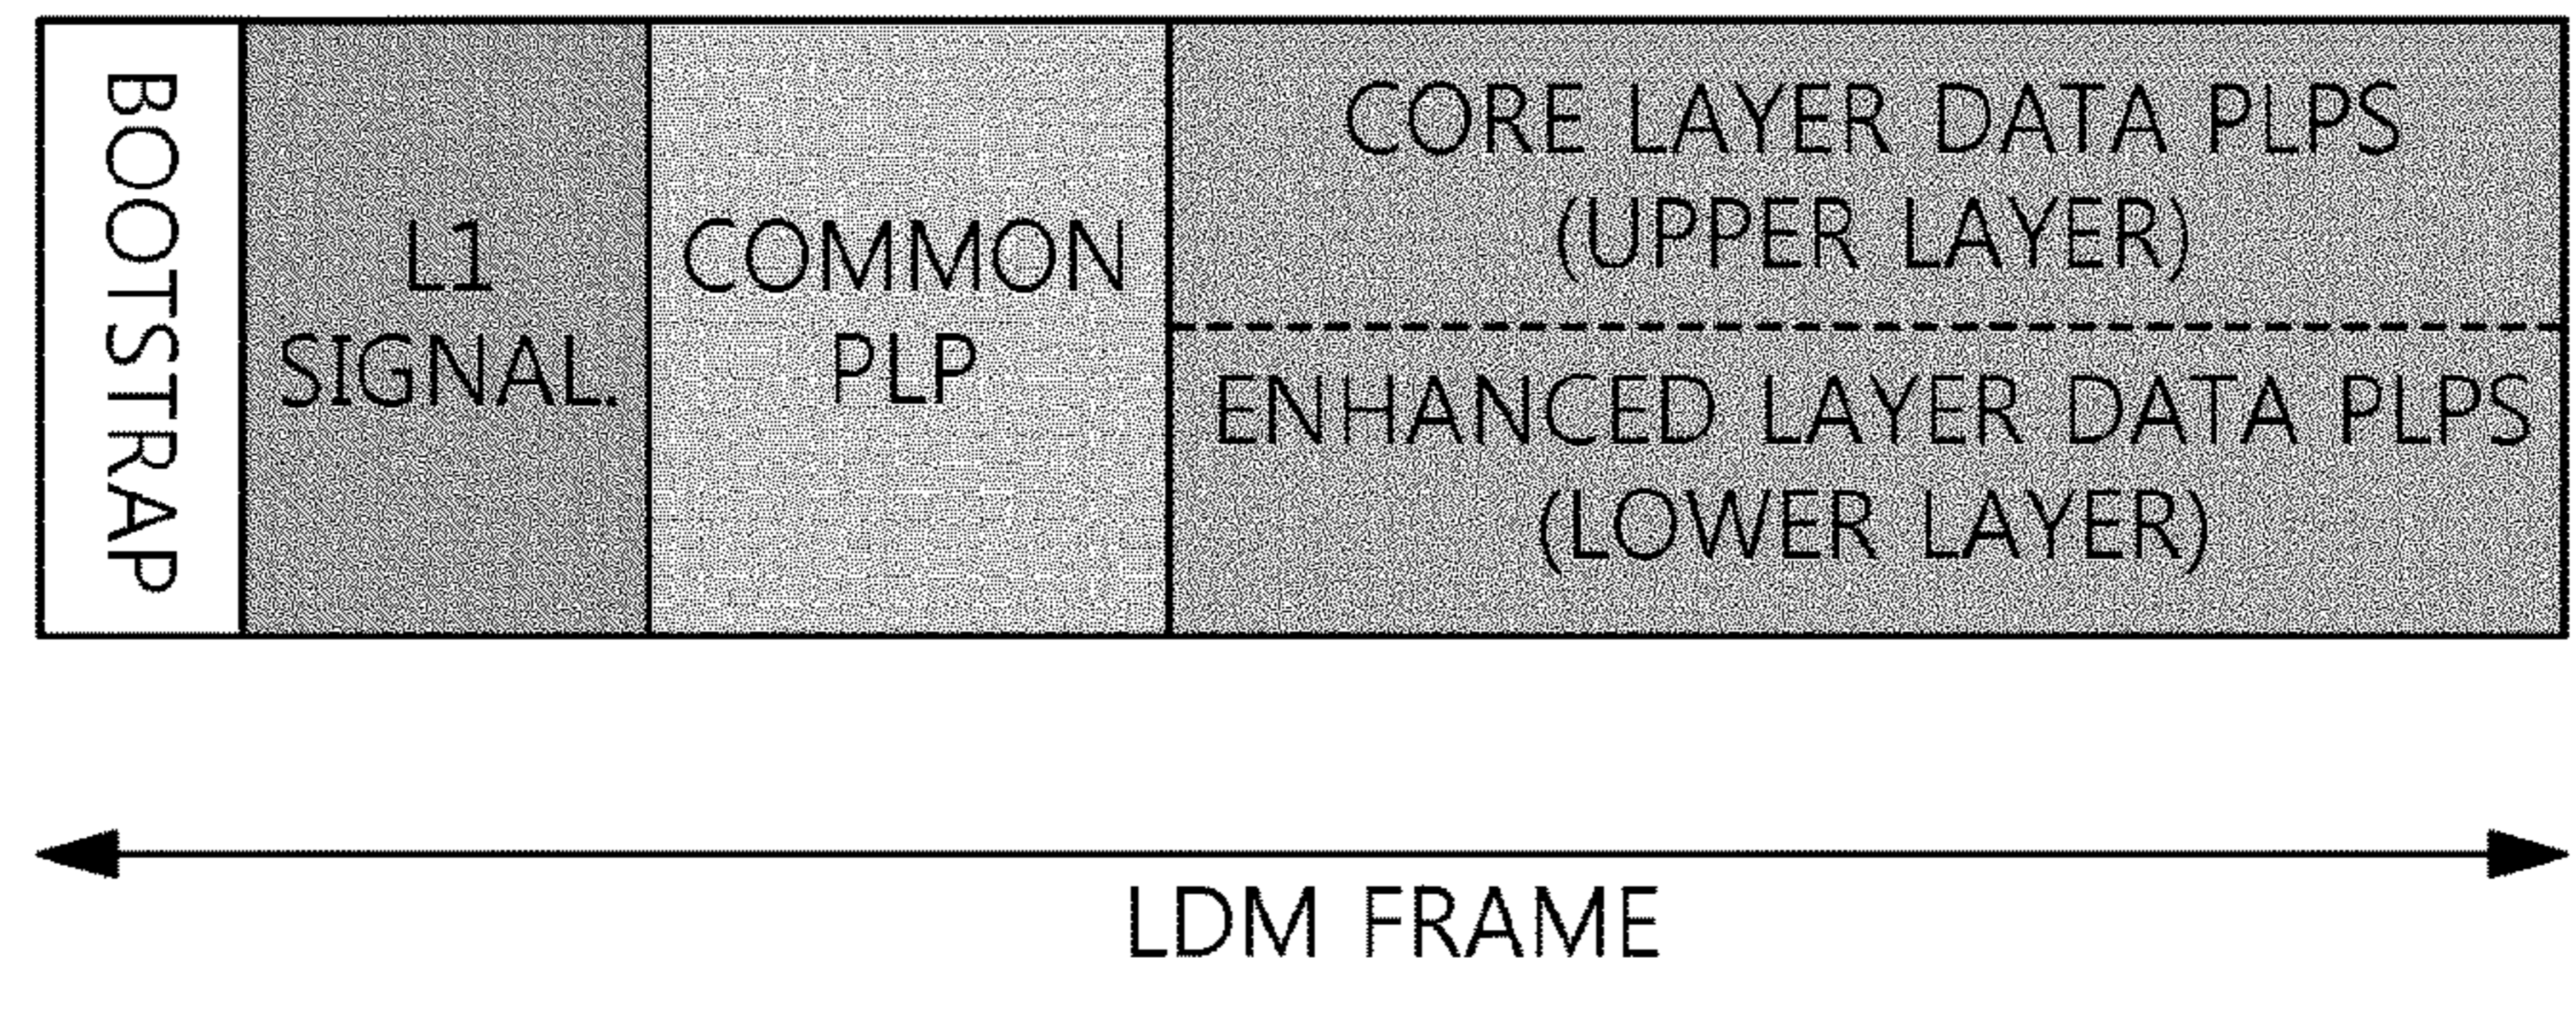 BOOTSTRAP
L1
SIGNAL.
COMMON
PLP
CORE LAYER DATA PLPS
(UPPER LAYER)
ENHANCED LAYER DATA PLPS
(LOWER LAYER)
LDM FRAME